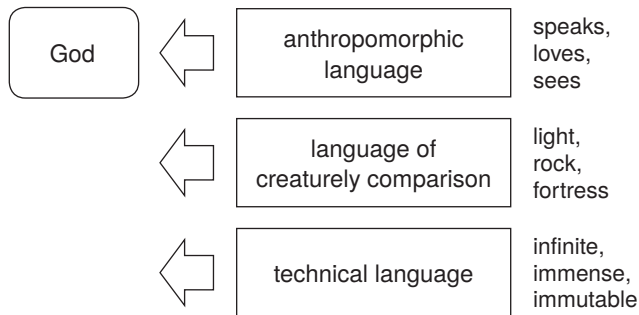 God
anthropomorphic
language
speaks,
loves,
sees
language of
creaturely comparison
light,
rock,
fortress
technical language
infinite,
immense,
immutable